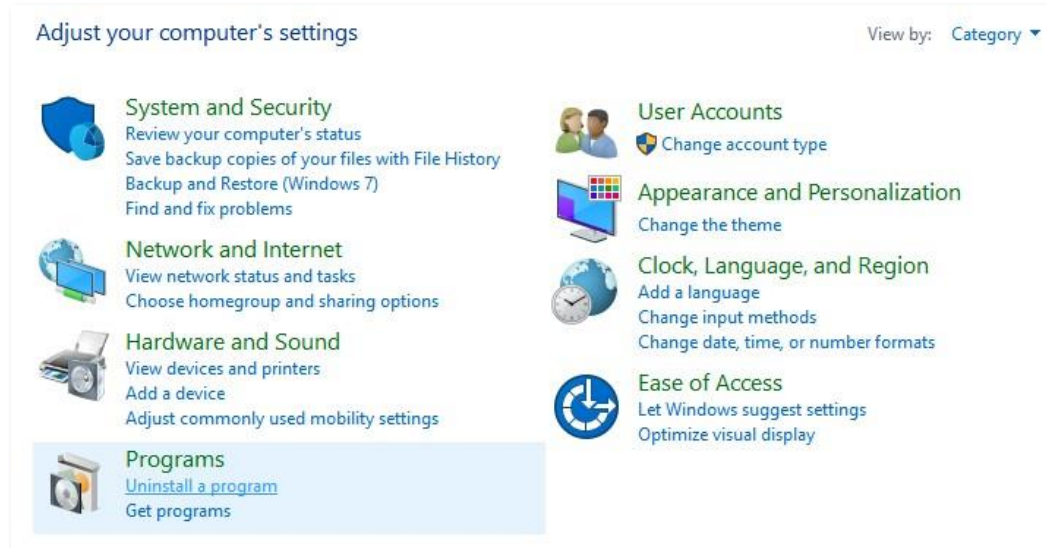 Adjust your computer's settings
View by: Category
System and Security
Review your computer's status
Save backup copies of your files with File History
Backup and Restore (Windows 7)
Find and fix problems
Network and Internet
View network status and tasks
Choose homegroup and sharing options
Hardware and Sound
View devices and printers
Add a device
Adjust commonly used mobility settings
Programs
Uninstall a program
Get programs
User Accounts
Change account type
Appearance and Personalization
Change the theme
Clock, Language, and Region
Add a language
Change input methods
Change date, time, or number formats
Ease of Access
Let Windows suggest settings
Optimize visual display